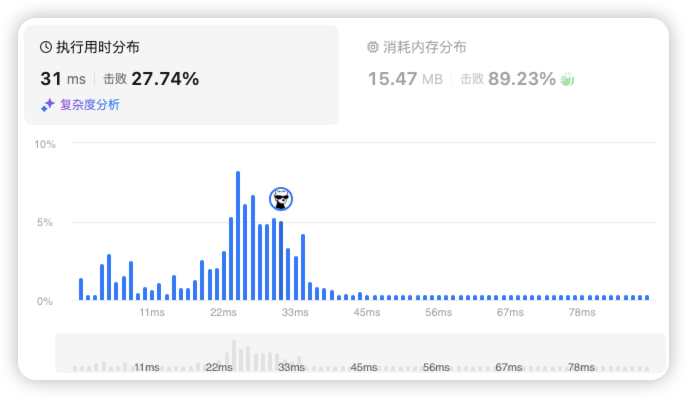 执行用时分布
31 ms | 击败 27.74%
复杂度分析
消耗内存分布
15.47 MB | 击败 89.23%
10%
5%
0%
11ms 22ms 33ms 45ms 56ms 67ms 78ms
11ms 22ms 33ms 45ms 56ms 67ms 78ms